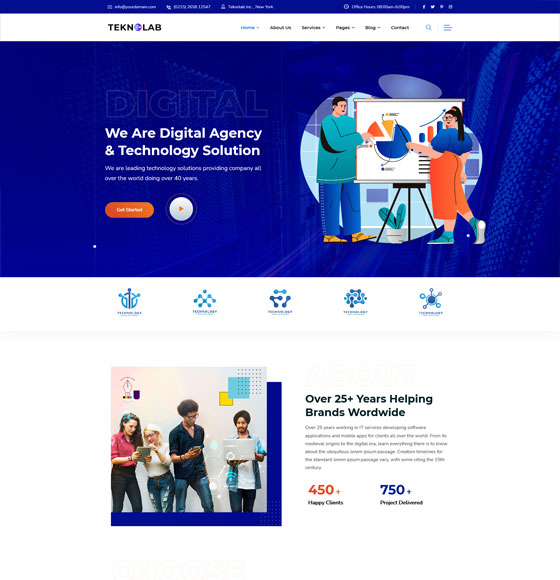 info@yourdomain.com
(0215) 2658 12547
Teknolab Inc., New York
Office Hours: 08:00am-6:00pm
TEKNOLAB
Home
About Us
Services
Pages
Blog
Contact
DIGITAL
We Are Digital Agency
& Technology Solution
We are leading technology solutions providing company all
over the world doing over 40 years.
Get Started
TECHNOLOGY
TECHNOLOGY
TECHNOLOGY
TECHNOLOGY
TECHNOLOGY
ABOUT
Over 25+ Years Helping
Brands Wordwide
Over 25 years working in IT services developing software
applications and mobile apps for clients all over the world. From its
medieval origins to the digital era, learn everything there is to know
about the ubiquitous lorem ipsum passage. Creation timelines for
the standard lorem ipsum passage vary, with some citing the 15th
century.
450 +
Happy Clients
750 +
Project Delivered
CHOOSE